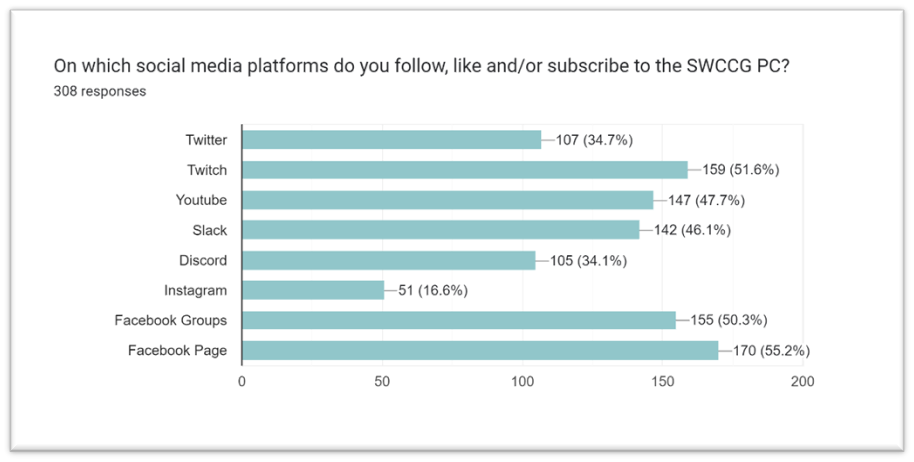 On which social media platforms do you follow, like and/or subscribe to the SWCCG PC?
308 responses
Twitter 107 (34.7%)
Twitch 159 (51.6%)
Youtube 147 (47.7%)
Slack 142 (46.1%)
Discord 105 (34.1%)
Instagram 51 (16.6%)
Facebook Groups 155 (50.3%)
Facebook Page 170 (55.2%)
0 50 100 150 200